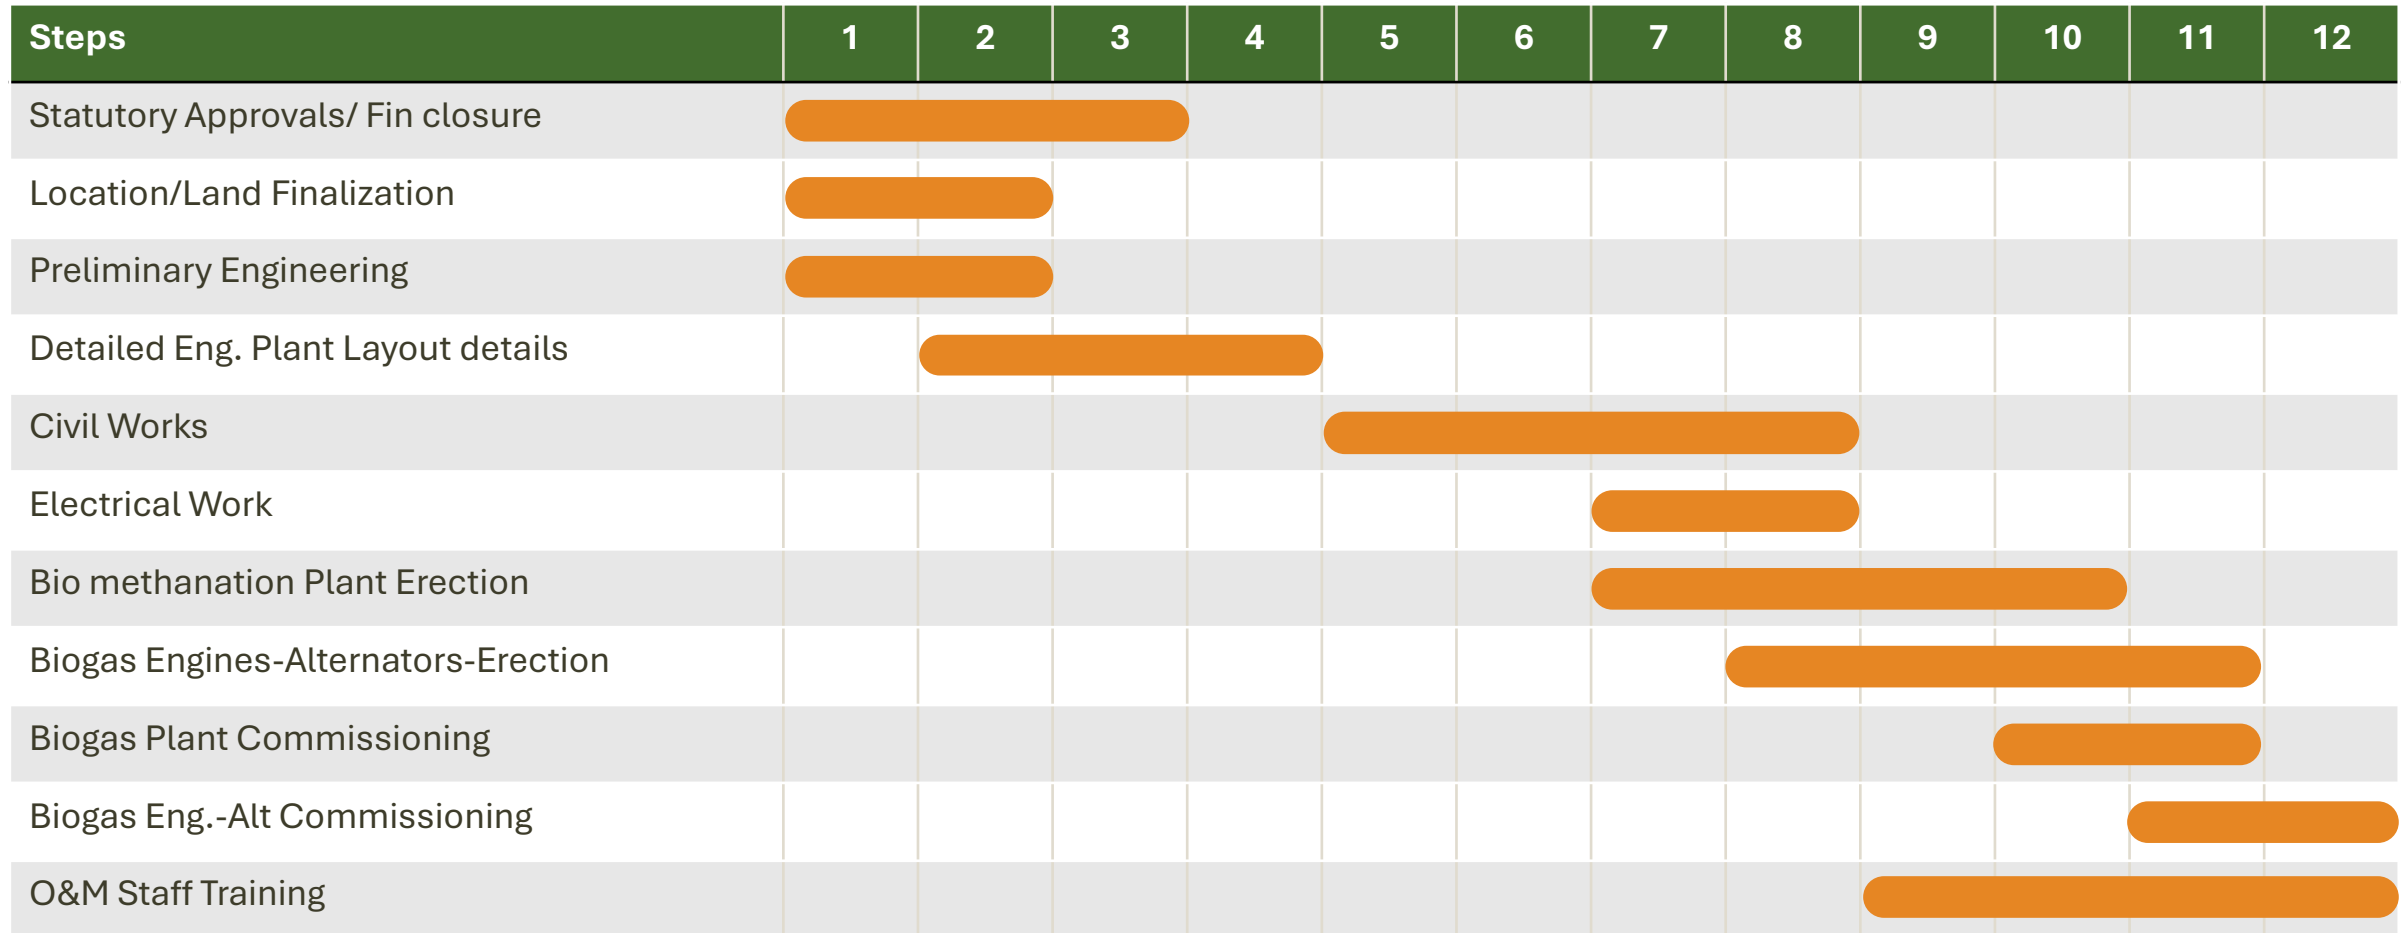 Steps 1 2 3 4 5 6 7 8 9 10 11 12
Statutory Approvals/ Fin closure
Location/Land Finalization
Preliminary Engineering
Detailed Eng. Plant Layout details
Civil Works
Electrical Work
Bio methanation Plant Erection
Biogas Engines-Alternators-Erection
Biogas Plant Commissioning
Biogas Eng.-Alt Commissioning
O&M Staff Training